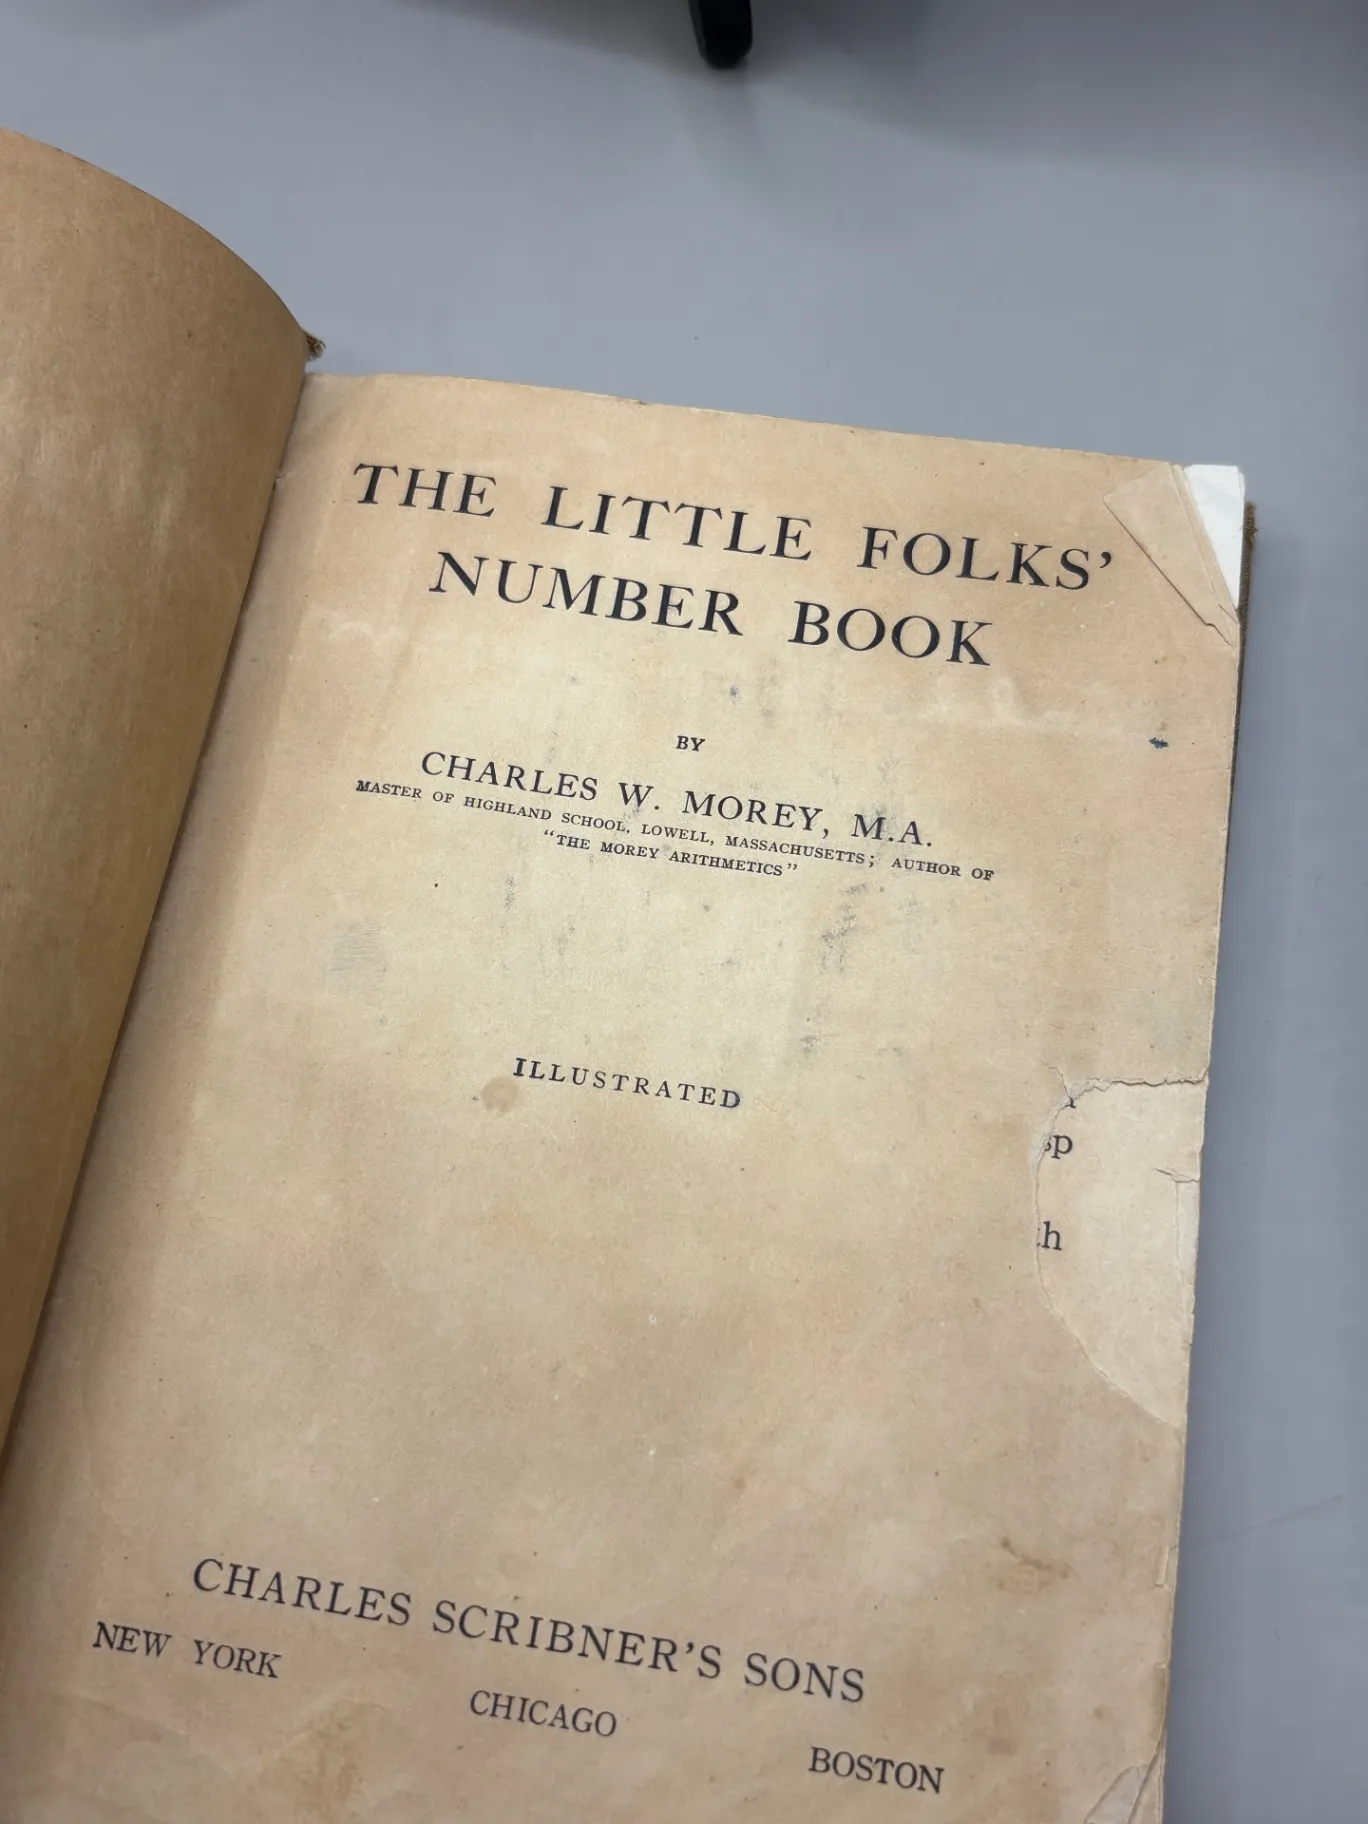 THE LITTLE FOLKS'
NUMBER BOOK
BY
CHARLES W. MOREY, M.A.
MASTER OF HIGHLAND SCHOOL, LOWELL, MASSACHUSETTS; AUTHOR OF
"THE MOREY ARITHMETICS"
ILLUSTRATED
sp
h
CHARLES SCRIBNER'S SONS
NEW YORK CHICAGO BOSTON